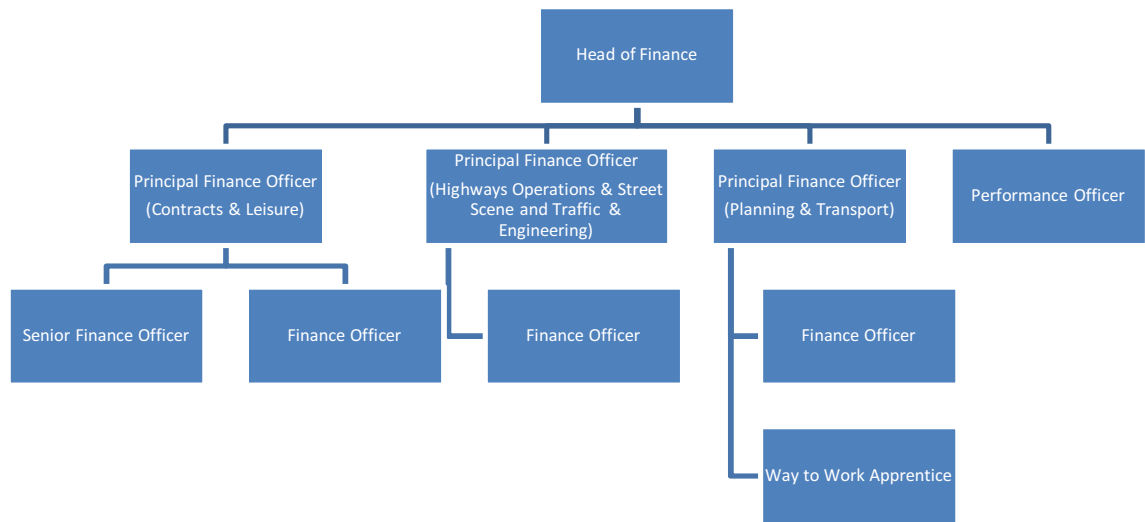 Head of Finance
Principal Finance Officer
(Contracts & Leisure)
Principal Finance Officer
(Highways Operations & Street
Scene and Traffic &
Engineering)
Principal Finance Officer
(Planning & Transport)
Performance Officer
Senior Finance Officer
Finance Officer
Finance Officer
Finance Officer
Way to Work Apprentice